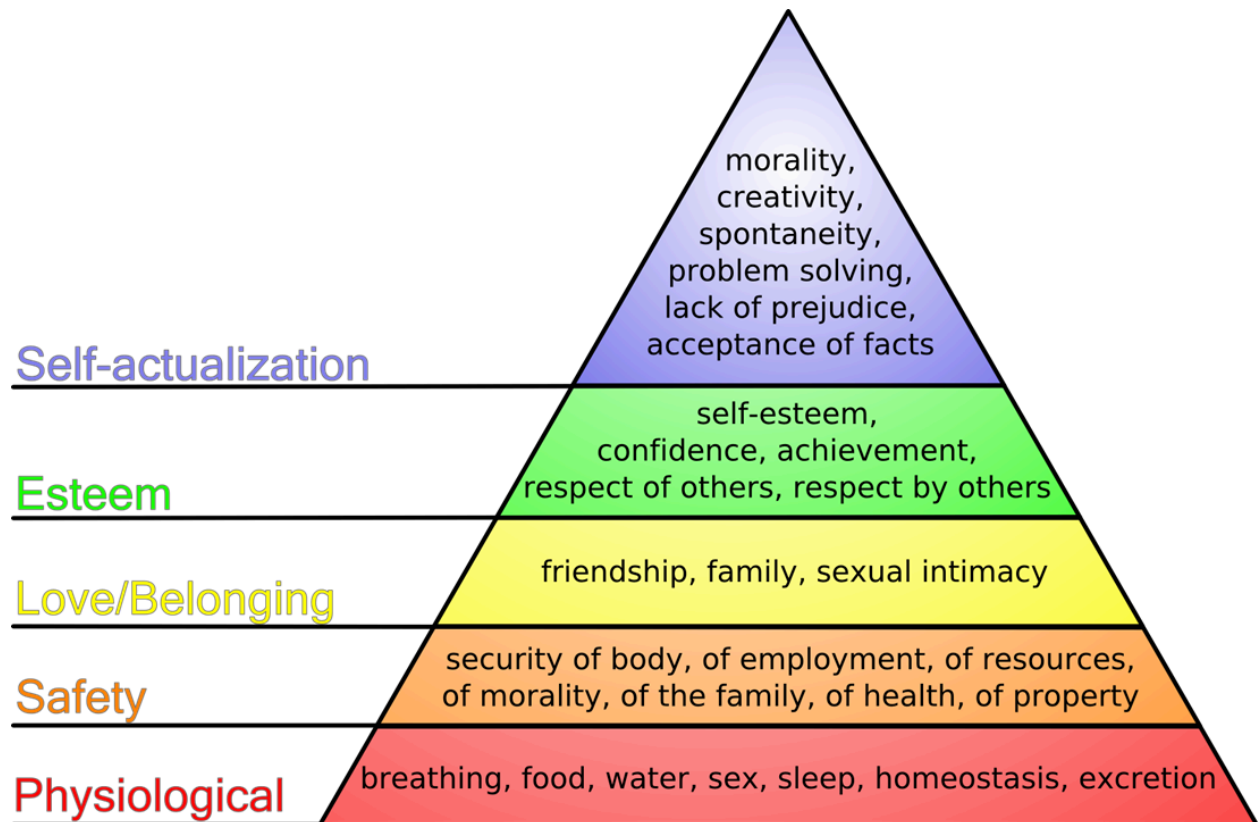 morality,
creativity,
spontaneity,
problem solving,
lack of prejudice,
acceptance of facts
Self-actualization
self-esteem,
confidence, achievement,
respect of others, respect by others
Esteem
friendship, family, sexual intimacy
Love/Belonging
security of body, of employment, of resources,
of morality, of the family, of health, of property
Safety
breathing, food, water, sex, sleep, homeostasis, excretion
Physiological